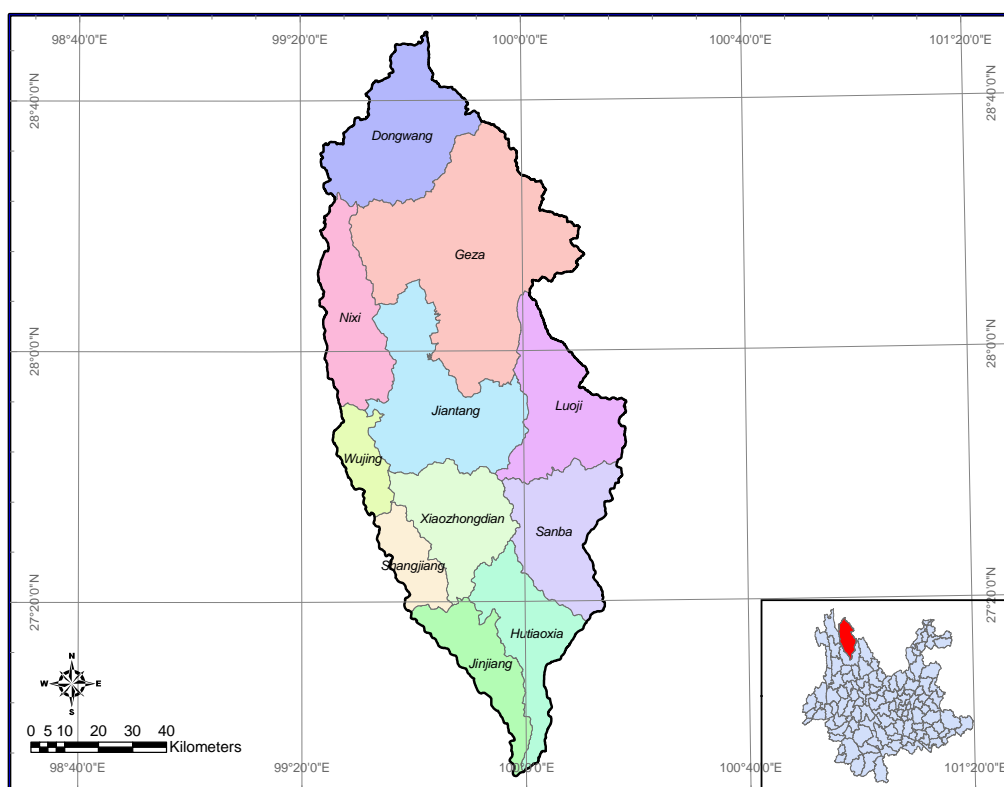 98°40'0"E 99°20'0"E 100°0'0"E 100°40'0"E 101°20'0"E
28°40'0"N 28°40'0"N
Dongwang
Geza
Nixi
28°0'0"N 28°0'0"N
Jiantang
Luoji
Wujing
Xiaozhongdian
Sanba
Shangjiang
27°20'0"N 27°20'0"N
Hutiaoxia
Jinjiang
N
W E
S
0 5 10 20 30 40
Kilometers
98°40'0"E 99°20'0"E 100°0'0"E 100°40'0"E 101°20'0"E